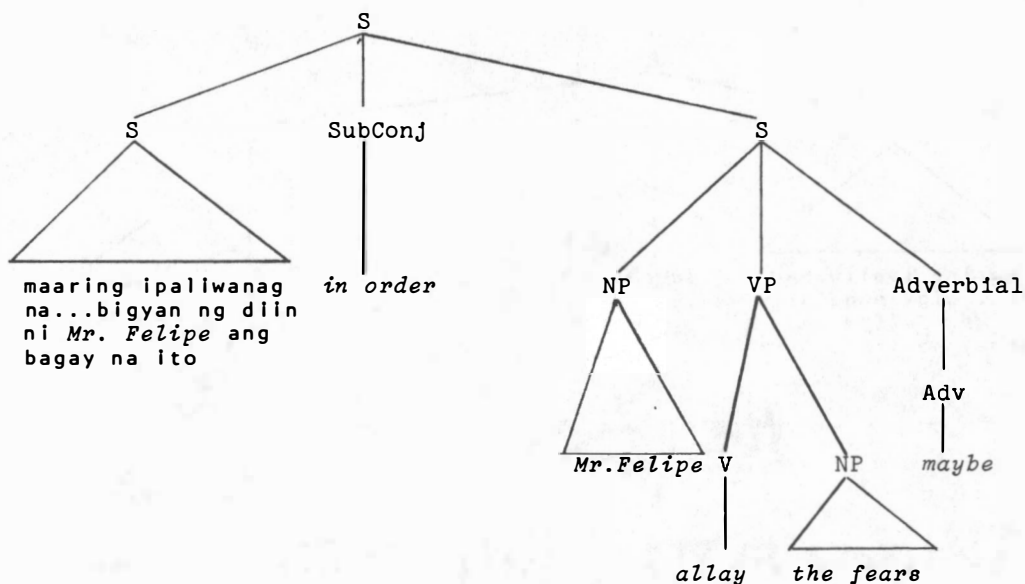 S
S SubConj S
maaring ipaliwanag in order NP VP Adverbial
na...bigyan ng diin
ni Mr. Felipe ang
bagay na ito
Adv
Mr.Felipe V NP maybe
allay the fears